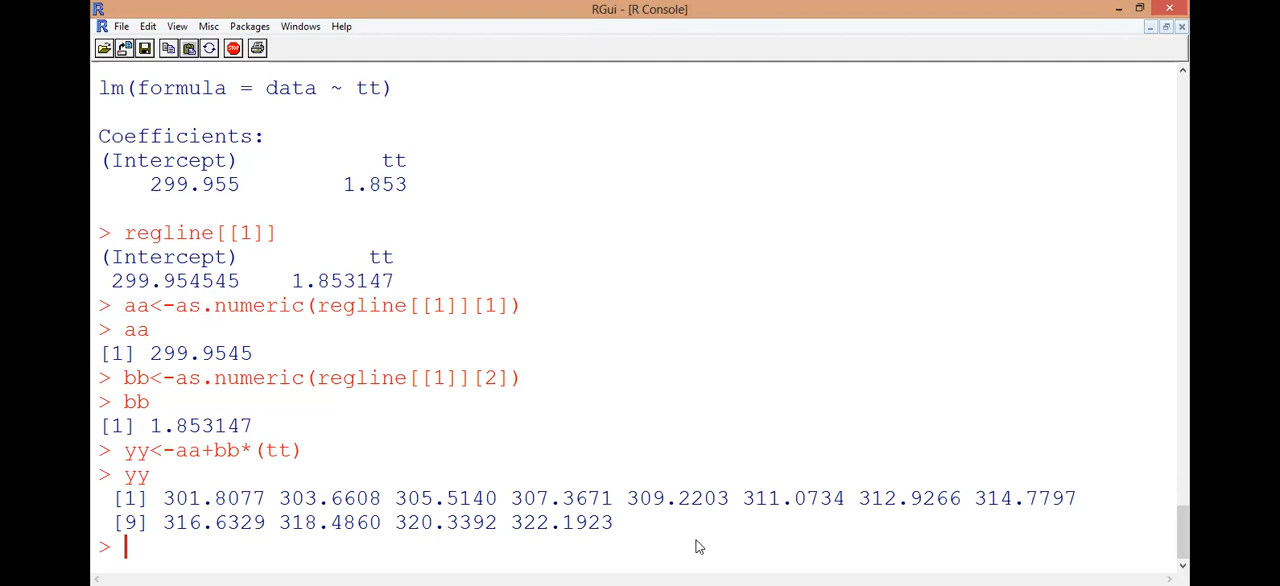 RGui - [R Console]
File Edit View Misc Packages Windows Help
STOP
lm(formula = data ~ tt)
Coefficients:
(Intercept) tt
299.955 1.853
> regline[[1]]
(Intercept) tt
299.954545 1.853147
> aa<-as.numeric(regline[[1]][1])
> aa
[1] 299.9545
> bb<-as.numeric(regline[[1]][2])
> bb
[1] 1.853147
> yy<-aa+bb*(tt)
> yy
[1] 301.8077 303.6608 305.5140 307.3671 309.2203 311.0734 312.9266 314.7797
[9] 316.6329 318.4860 320.3392 322.1923
>